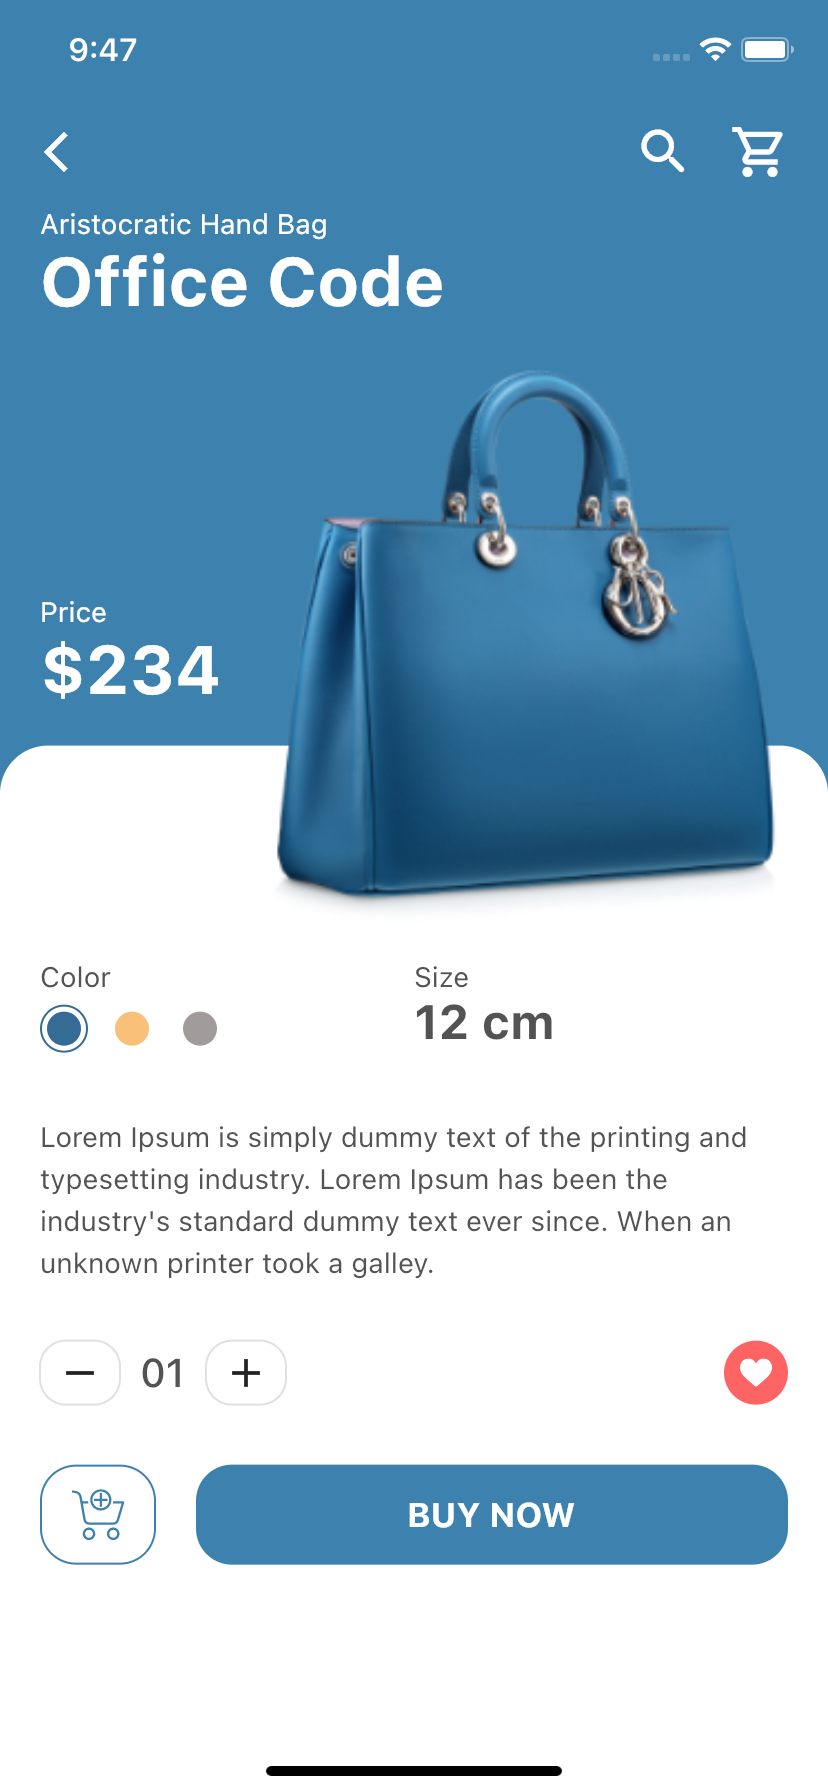 9:47
Aristocratic Hand Bag
Office Code
Price
$234
Color
Size
12 cm
Lorem Ipsum is simply dummy text of the printing and
typesetting industry. Lorem Ipsum has been the
industry's standard dummy text ever since. When an
unknown printer took a galley.
01
BUY NOW